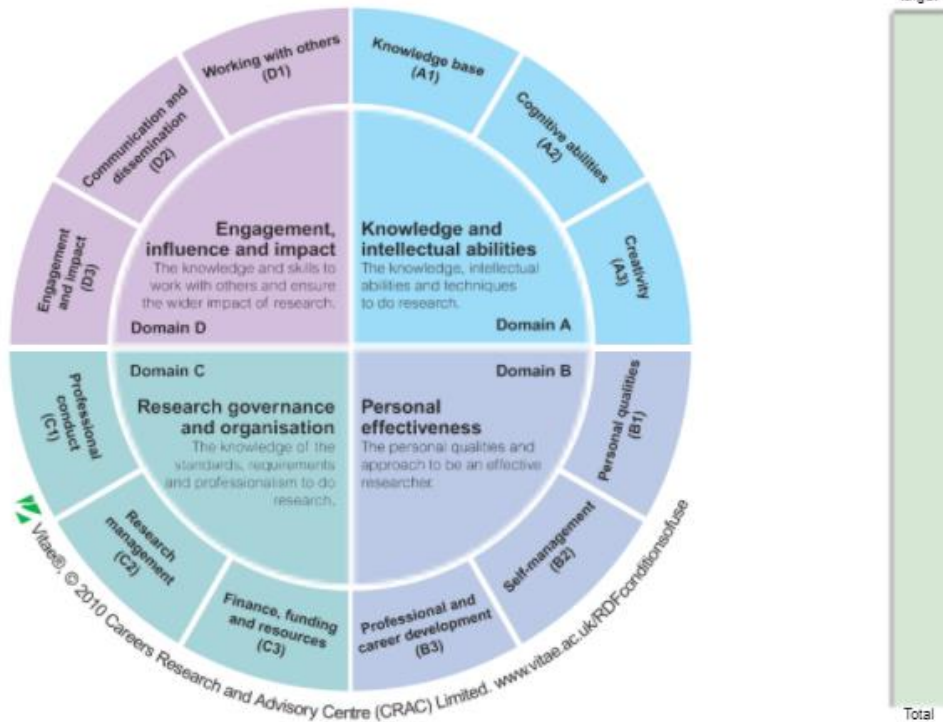 Working with others
(D1)
Communication and
dissemination
(D2)
Engagement
and impact
(D3)
Knowledge base
(A1)
Cognitive abilities
(A2)
Creativity
(A3)
Engagement,
influence and impact
The knowledge and skills to
work with others and ensure
the wider impact of research.
Domain D
Knowledge and
intellectual abilities
The knowledge, intellectual
abilities and techniques
to do research.
Domain A
Domain C
Research governance
and organisation
The knowledge of the
standards, requirements
and professionalism to do
research.
Domain B
Personal
effectiveness
The personal qualities and
approach to be an effective
researcher.
Personal qualities
(B1)
Self-management
(B2)
Professional and
career development
(B3)
Professional
conduct
(C1)
Research
management
(C2)
Finance, funding
and resources
(C3)
Vitae®, © 2010 Careers Research and Advisory Centre (CRAC) Limited. www.vitae.ac.uk/RDFconditionsofuse
Total